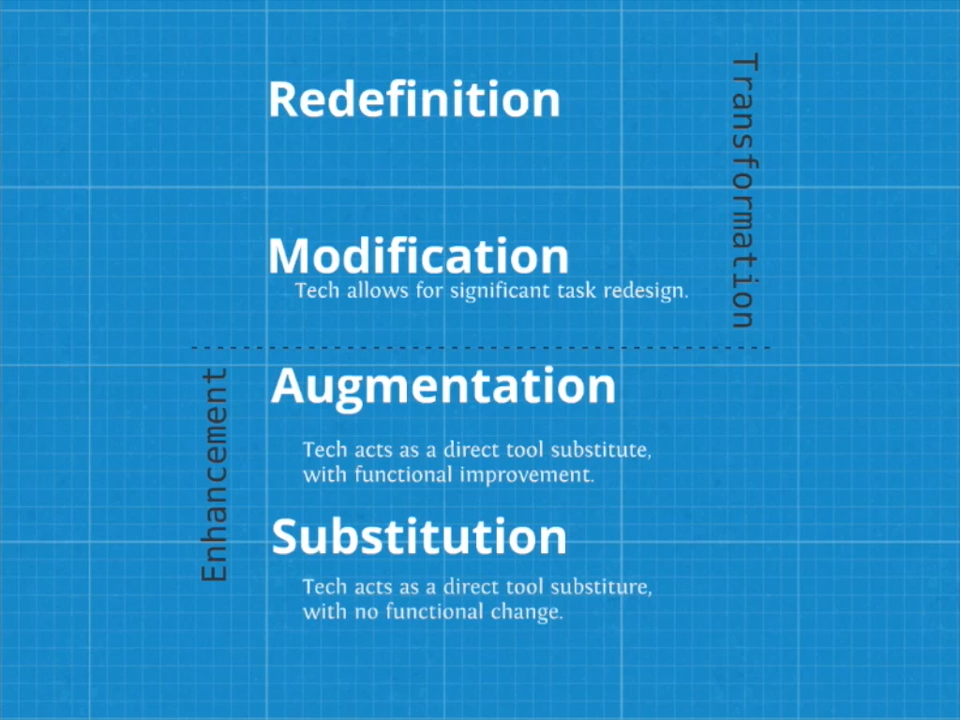 Redefinition
Transformation
Modification
Tech allows for significant task redesign.
Augmentation
Enhancement
Tech acts as a direct tool substitute,
with functional improvement.
Substitution
Tech acts as a direct tool substiture,
with no functional change.